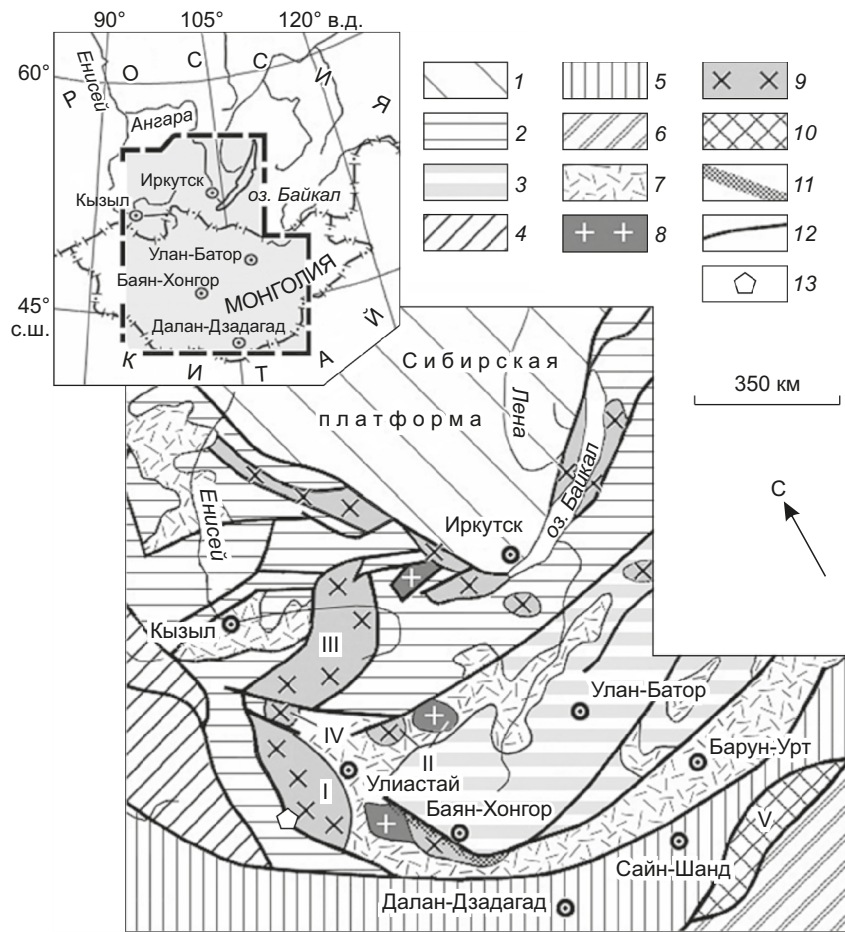 90° 105° 120° в.д.
60°
45°
с.ш.
РОССИЯ
Енисей
Ангара
Иркутск
оз. Байкал
Кызыл
Улан-Батор
Баян-Хонгор
МОНГОЛИЯ
Далан-Дзадагад
КИТАЙ
1 5 9
2 6 10
3 7 11
4 8 12
13
350 км
С
Сибирская
платформа
Лена
Енисей
оз. Байкал
Иркутск
Кызыл
III
Улан-Батор
IV
II
Барун-Урт
I
Улиастай
Баян-Хонгор
V
Сайн-Шанд
Далан-Дзадагад